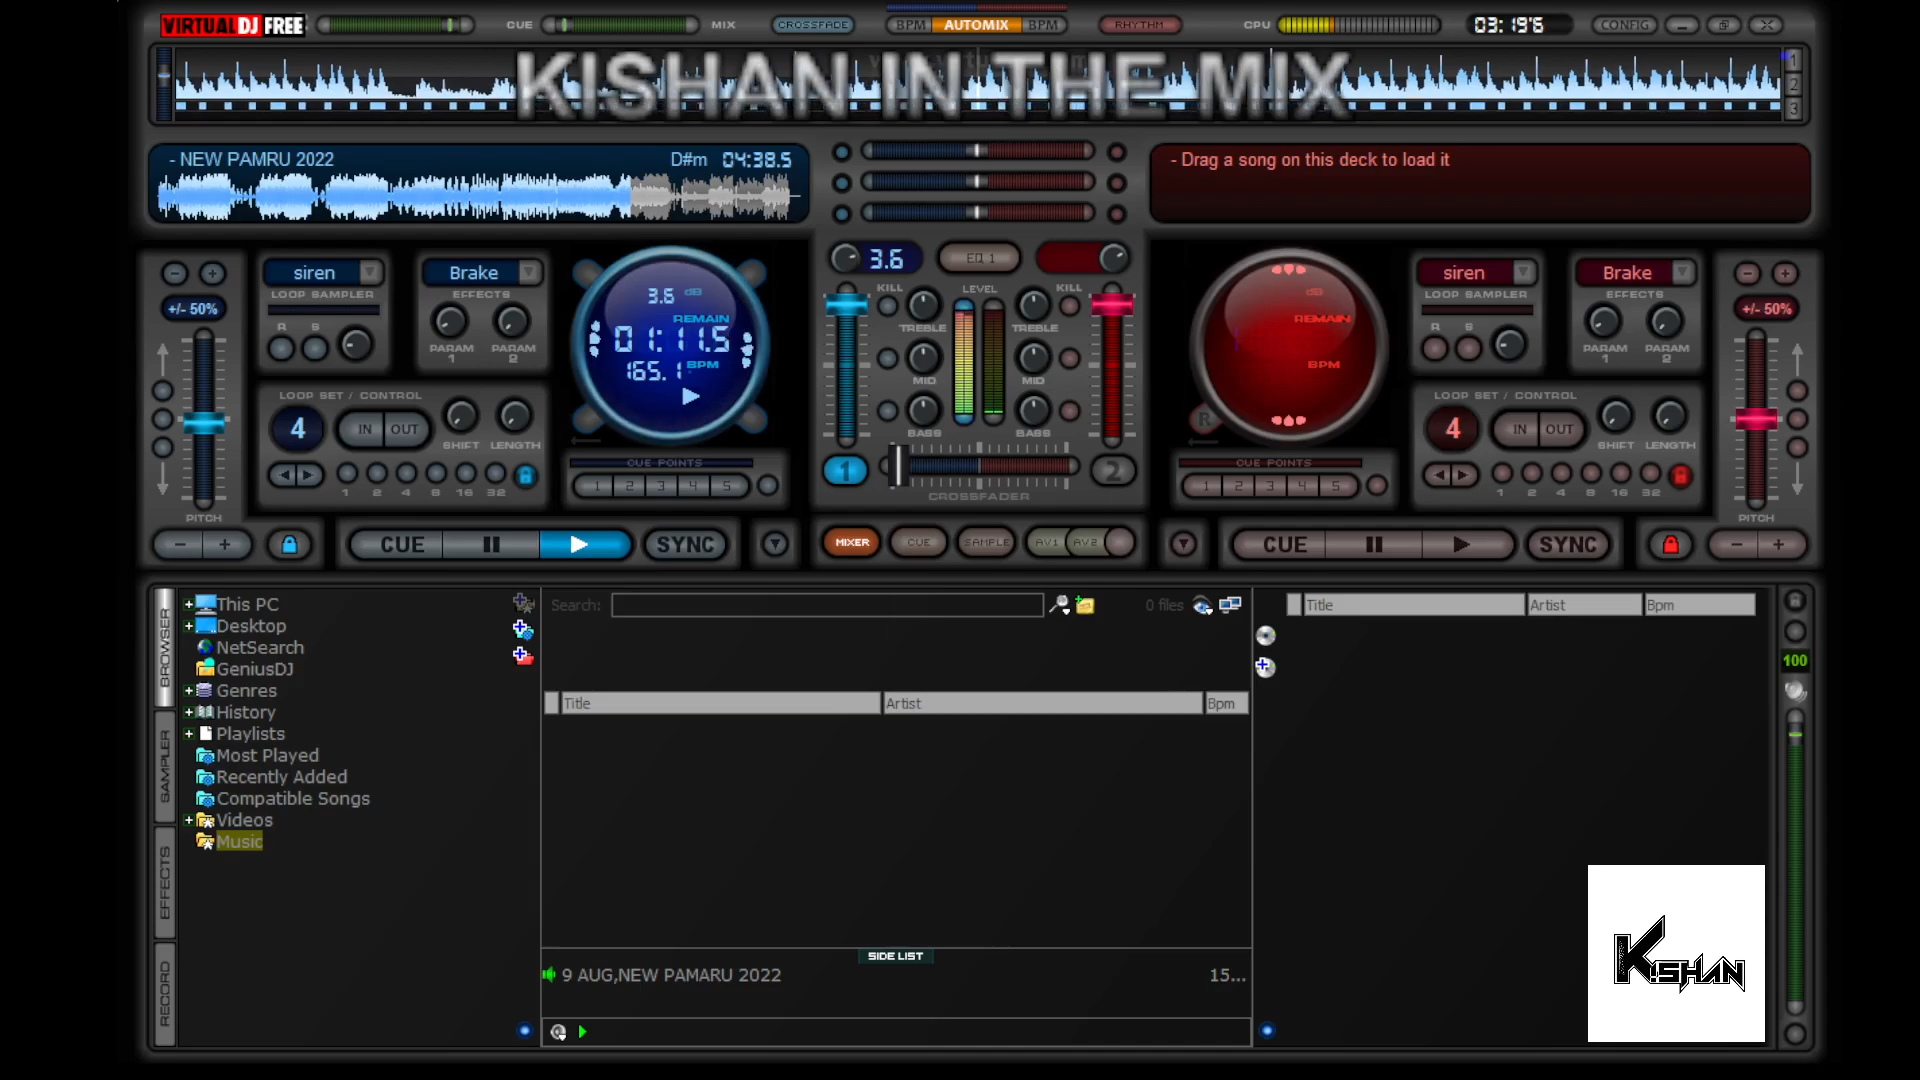 VIRTUALDJ FREE CUE MIX CROSSFADE BPM AUTOMIX BPM RHYTHM CPU 03:19'6 CONFIG
KISHAN IN THE MIX
1
2
3
- NEW PAMRU 2022 D#m 04:38.5
- Drag a song on this deck to load it
siren
LOOP SAMPLER
R S
Brake
EFFECTS
PARAM 1 PARAM 2
+/- 50%
3.6 dB
REMAIN
01:11.5
165.1 BPM
3.6 EQ 1
KILL LEVEL KILL
TREBLE TREBLE
MID MID
BASS BASS
dB
REMAIN
BPM
R
siren
LOOP SAMPLER
R S
Brake
EFFECTS
PARAM 1 PARAM 2
+/- 50%
LOOP SET / CONTROL
4 IN OUT SHIFT LENGTH
1 2 4 8 16 32
PITCH
CUE POINTS
1 2 3 4 5
1 2
CROSSFADER
CUE POINTS
1 2 3 4 5
LOOP SET / CONTROL
4 IN OUT SHIFT LENGTH
1 2 4 8 16 32
PITCH
- + CUE SYNC MIXER CUE SAMPLE AV1 AV2 CUE SYNC - +
BROWSER
SAMPLER
EFFECTS
RECORD
This PC
Desktop
NetSearch
GeniusDJ
Genres
History
Playlists
Most Played
Recently Added
Compatible Songs
Videos
Music
Search: 0 files
Title Artist Bpm
SIDE LIST
9 AUG,NEW PAMARU 2022 15...
Title Artist Bpm
100
KISHAN